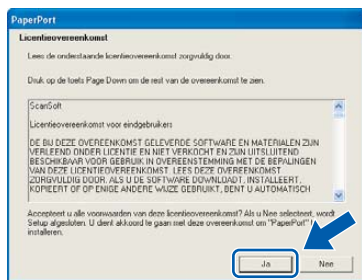 PaperPort
Licentieovereenkomst
Lees de onderstaande licentieovereenkomst zorgvuldig door.
Druk op de toets Page Down om de rest van de overeenkomst te zien.
ScanSoft
Licentieovereenkomst voor eindgebruikers
DE BIJ DEZE OVEREENKOMST GELEVERDE SOFTWARE EN MATERIALEN ZIJN
VERLEEND ONDER LICENTIE EN NIET VERKOCHT EN ZIJN UITSLUITEND
BESCHIKBAAR VOOR GEBRUIK IN OVEREENSTEMMING MET DE BEPALINGEN
VAN DEZE LICENTIEOVEREENKOMST. LEES DEZE OVEREENKOMST
ZORGVULDIG DOOR. ALS U DE SOFTWARE DOWNLOADT, INSTALLEERT,
KOPIEERT OF OP ENIGE ANDERE WIJZE GEBRUIKT, BENT U AUTOMATISCH
Accepteert u alle voorwaarden van deze licentieovereenkomst? Als u Nee selecteert, wordt
Setup afgesloten. U dient akkoord te gaan met deze overeenkomst om "PaperPort" te
installeren.
Ja
Nee